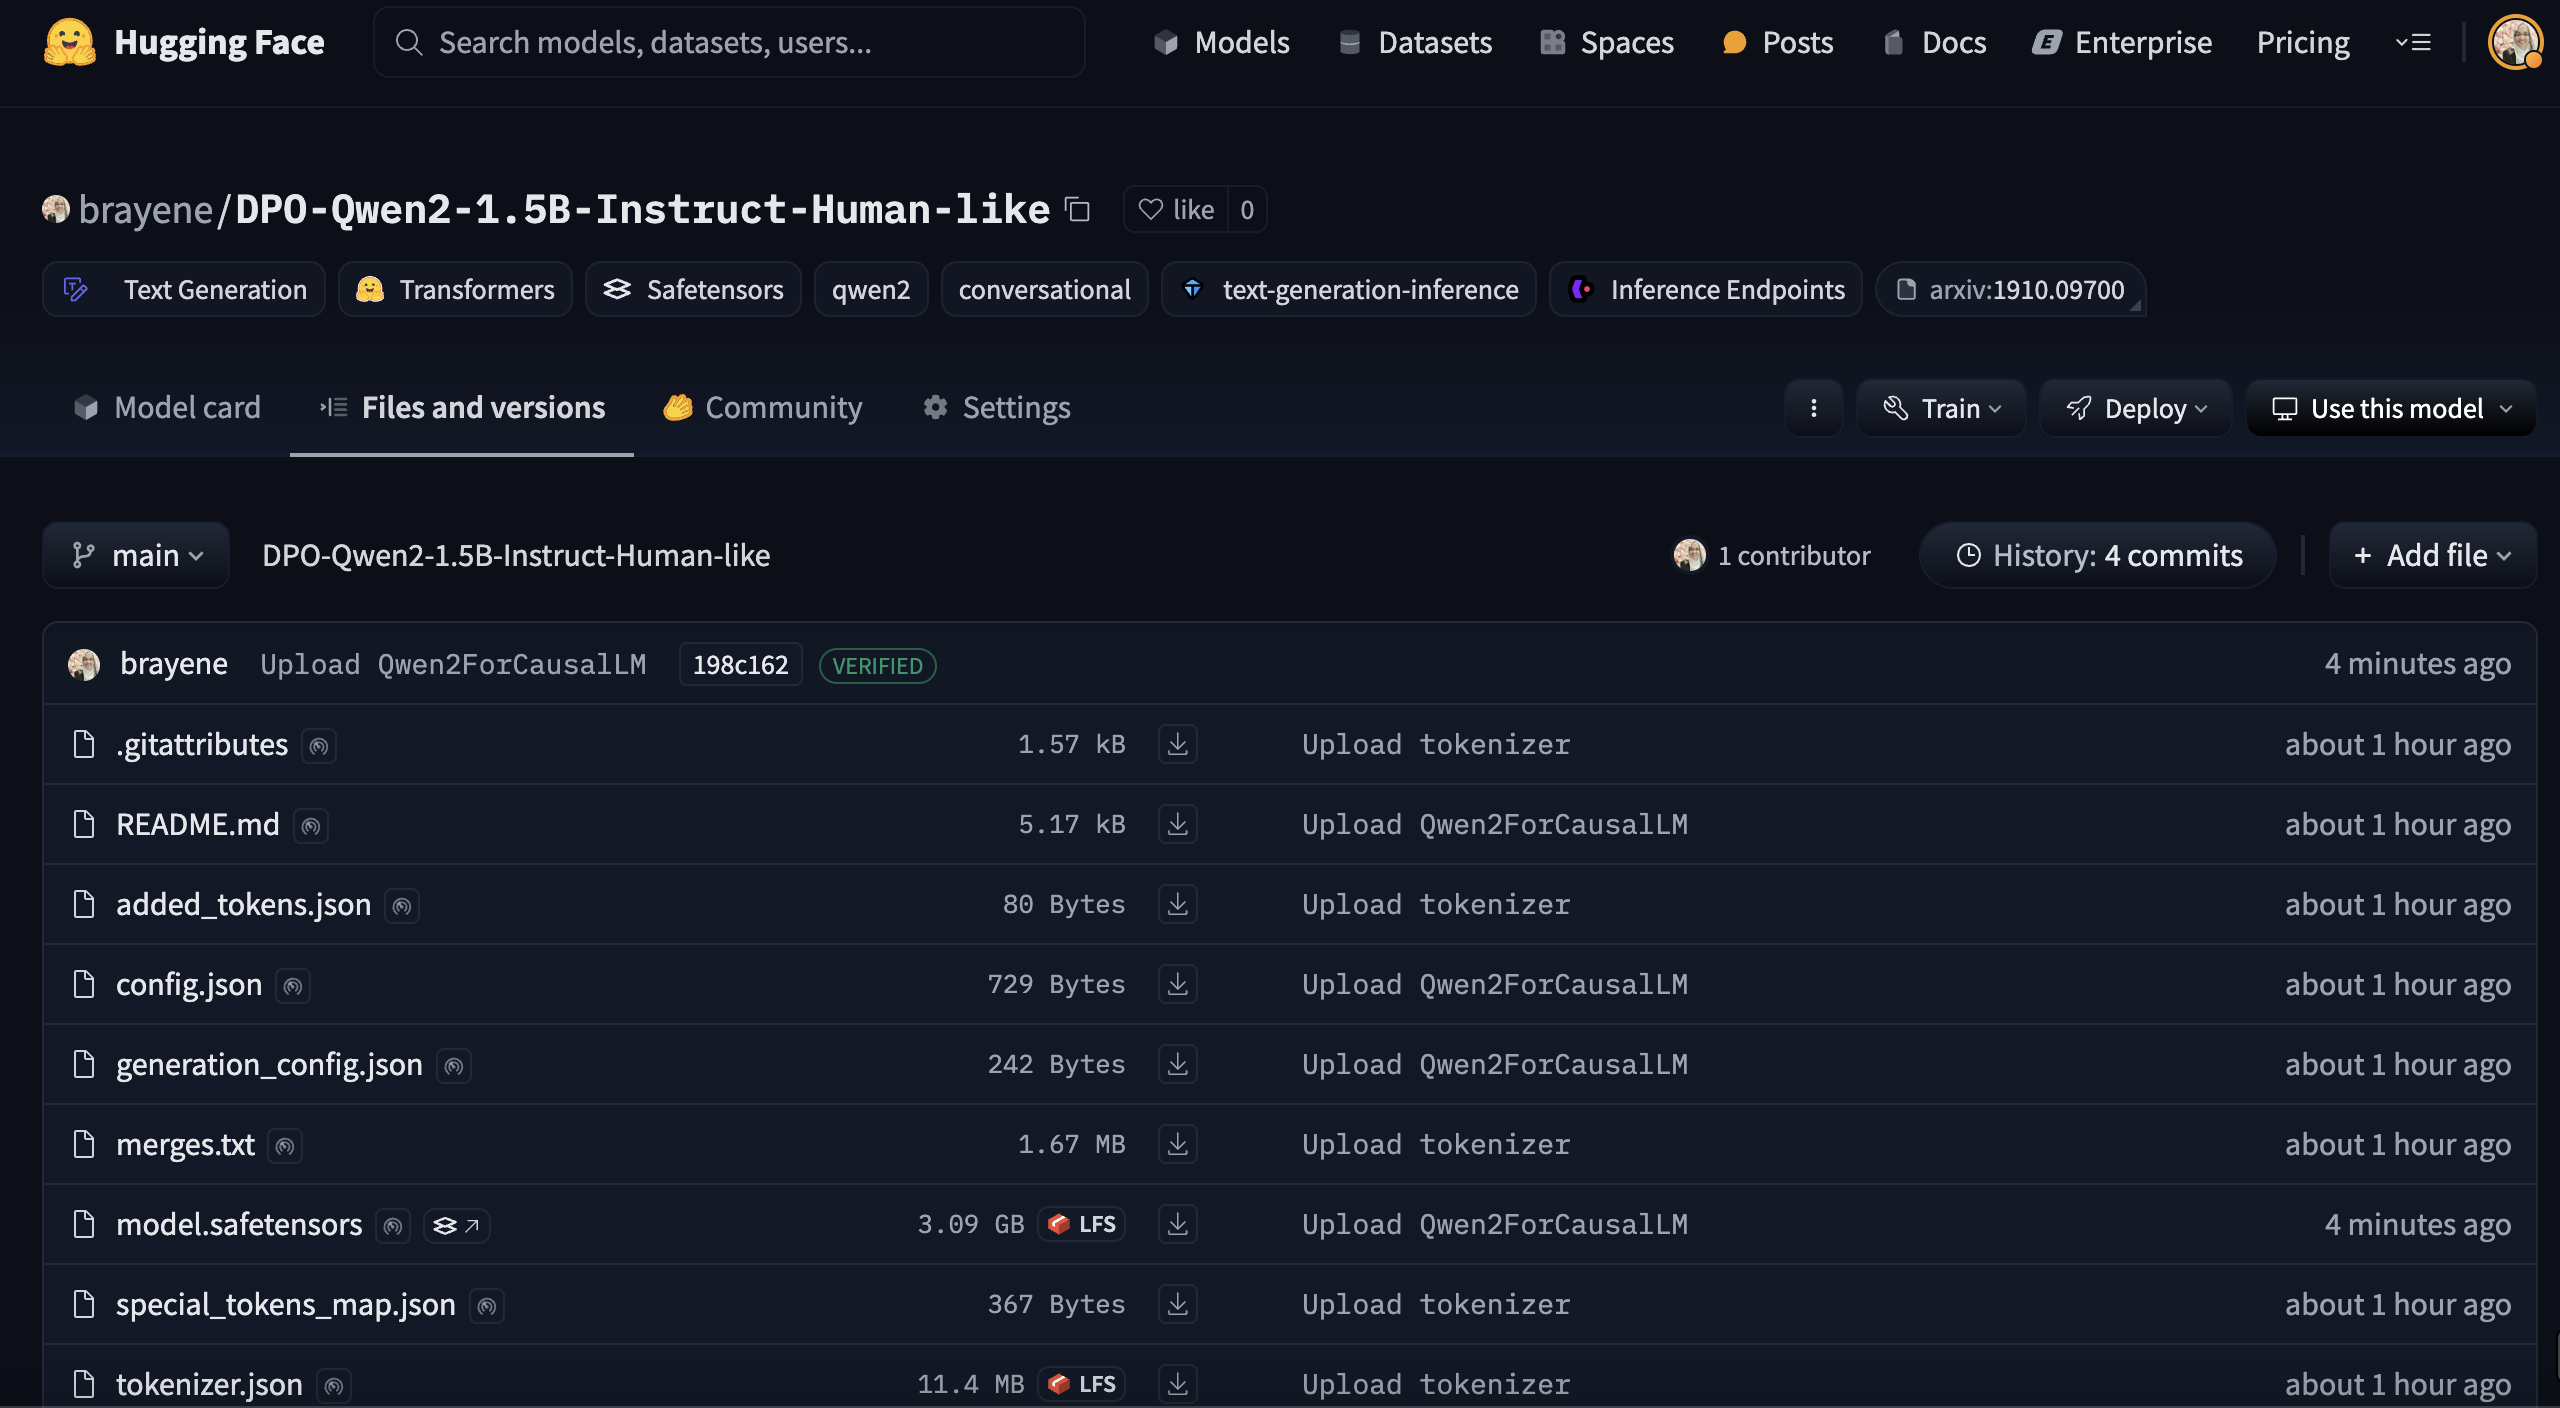 Hugging Face Search models, datasets, users... Models Datasets Spaces Posts Docs Enterprise Pricing
brayene/DPO-Qwen2-1.5B-Instruct-Human-like like 0
Text Generation Transformers Safetensors qwen2 conversational text-generation-inference Inference Endpoints arxiv:1910.09700
Model card Files and versions Community Settings Train Deploy Use this model
main DPO-Qwen2-1.5B-Instruct-Human-like 1 contributor History: 4 commits + Add file
brayene Upload Qwen2ForCausalLM 198c162 VERIFIED 4 minutes ago
.gitattributes 1.57 kB Upload tokenizer about 1 hour ago
README.md 5.17 kB Upload Qwen2ForCausalLM about 1 hour ago
added_tokens.json 80 Bytes Upload tokenizer about 1 hour ago
config.json 729 Bytes Upload Qwen2ForCausalLM about 1 hour ago
generation_config.json 242 Bytes Upload Qwen2ForCausalLM about 1 hour ago
merges.txt 1.67 MB Upload tokenizer about 1 hour ago
model.safetensors 3.09 GB LFS Upload Qwen2ForCausalLM 4 minutes ago
special_tokens_map.json 367 Bytes Upload tokenizer about 1 hour ago
tokenizer.json 11.4 MB LFS Upload tokenizer about 1 hour ago